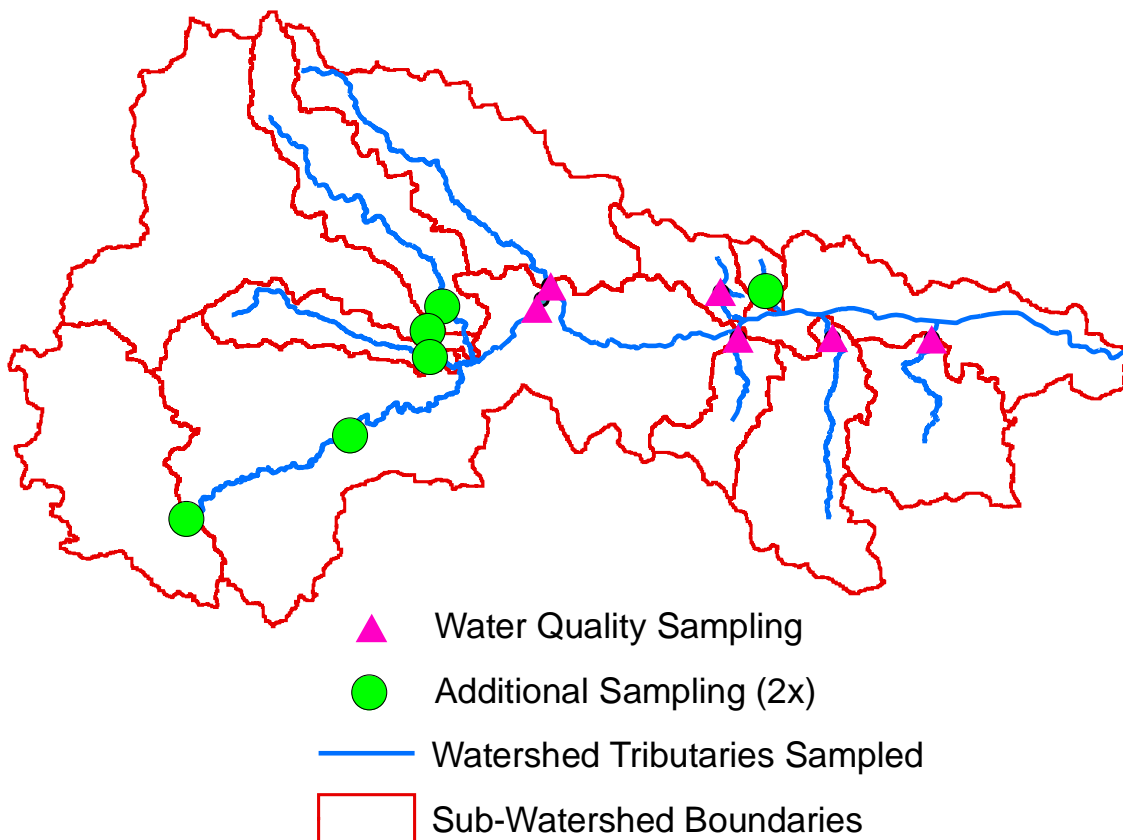 Water Quality Sampling
Additional Sampling (2x)
Watershed Tributaries Sampled
Sub-Watershed Boundaries